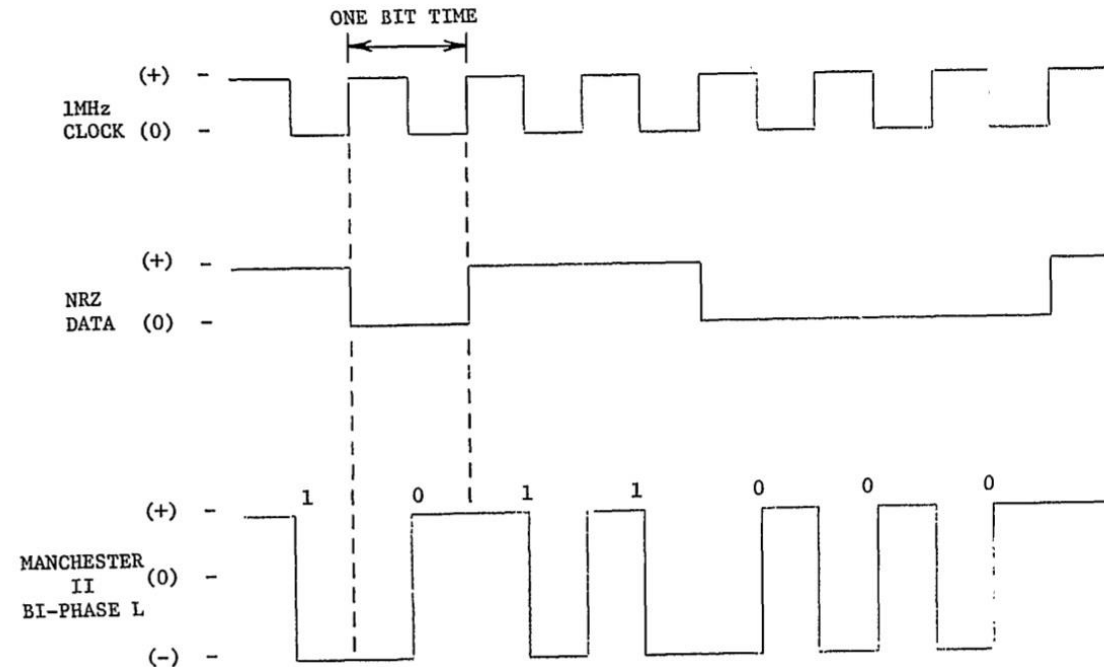 ONE BIT TIME
(+) -
1MHz
CLOCK (0) -
(+) -
NRZ
DATA (0) -
1 0 1 1 0 0 0
(+) -
MANCHESTER
II (0) -
BI-PHASE L
(-) -